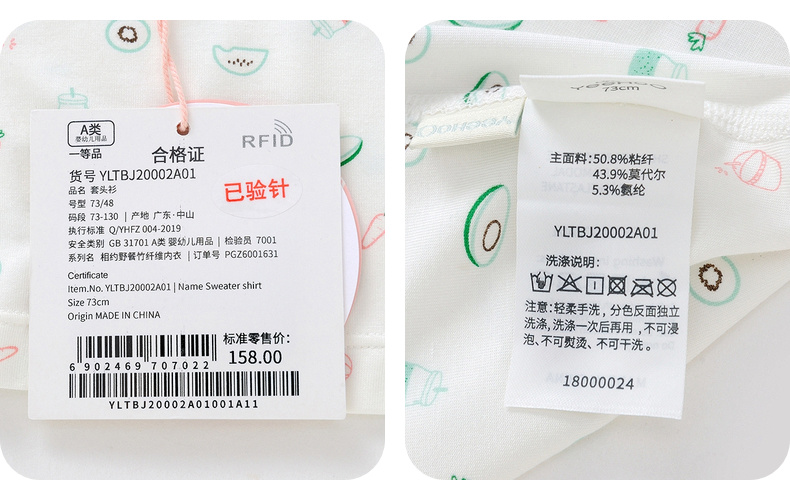 A类
婴幼儿用品
一等品
合格证
RFID
货号 YLTBJ20002A01
品名 套头衫
号型 73/48
码段 73-130 | 产地 广东·中山
执行标准 Q/YHFZ 004-2019
安全类别 GB 31701 A类 婴幼儿用品 | 检验员 7001
系列名 相约野餐竹纤维内衣 | 订单号 PGZ6001631
已验针
Certificate
Item.No. YLTBJ20002A01 | Name Sweater shirt
Size 73cm
Origin MADE IN CHINA
标准零售价:
158.00
6 902469 707022
YLTBJ20002A01001A11
YeeHoO
73cm
YeeHoO
主面料:50.8%粘纤
43.9%莫代尔
5.3%氨纶
YLTBJ20002A01
洗涤说明:
注意:轻柔手洗，分色反面独立
洗涤,洗涤一次后再用，不可浸
泡、不可熨烫、不可干洗。
18000024